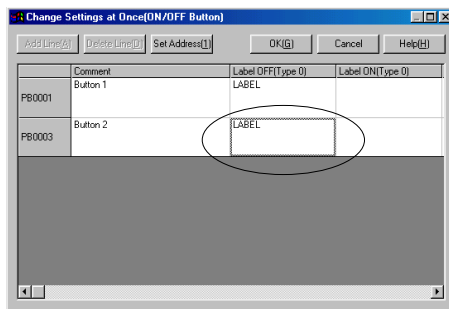 Change Settings at Once(ON/OFF Button)
Add Line(A) Delete Line(D) Set Address(1) OK(G) Cancel Help(H)
Comment Label OFF(Type 0) Label ON(Type 0)
PB0001 Button 1 LABEL
PB0003 Button 2 LABEL